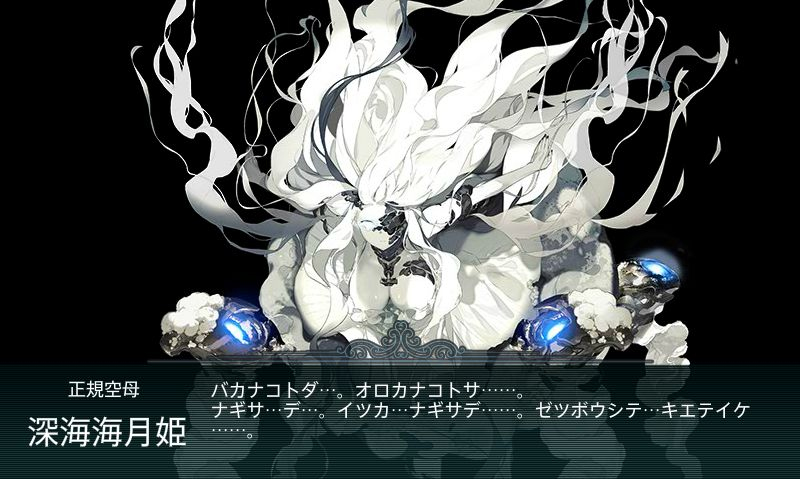 正規空母
深海海月姫
バカナコトダ…。オロカナコトサ……。
ナギサ…デ…。イツカ…ナギサデ……。ゼツボウシテ…キエテイケ
……。